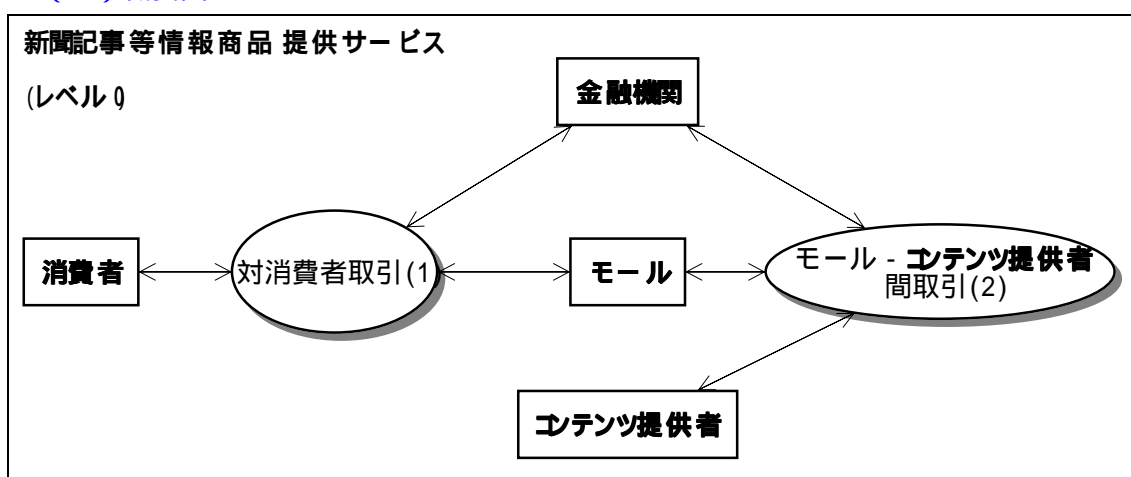 新聞記事等情報商品 提供サービス
(レベル 0)
金融機関
消費者
対消費者取引(1)
モール
モール - コンテンツ提供者
間取引(2)
コンテンツ提供者